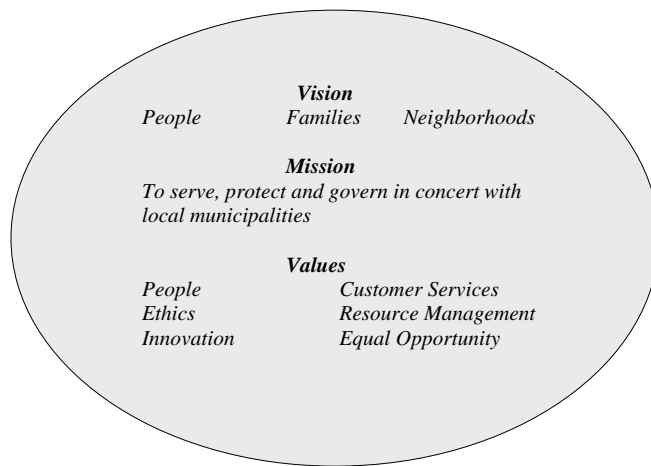 Vision
People Families Neighborhoods
Mission
To serve, protect and govern in concert with
local municipalities
Values
People Customer Services
Ethics Resource Management
Innovation Equal Opportunity